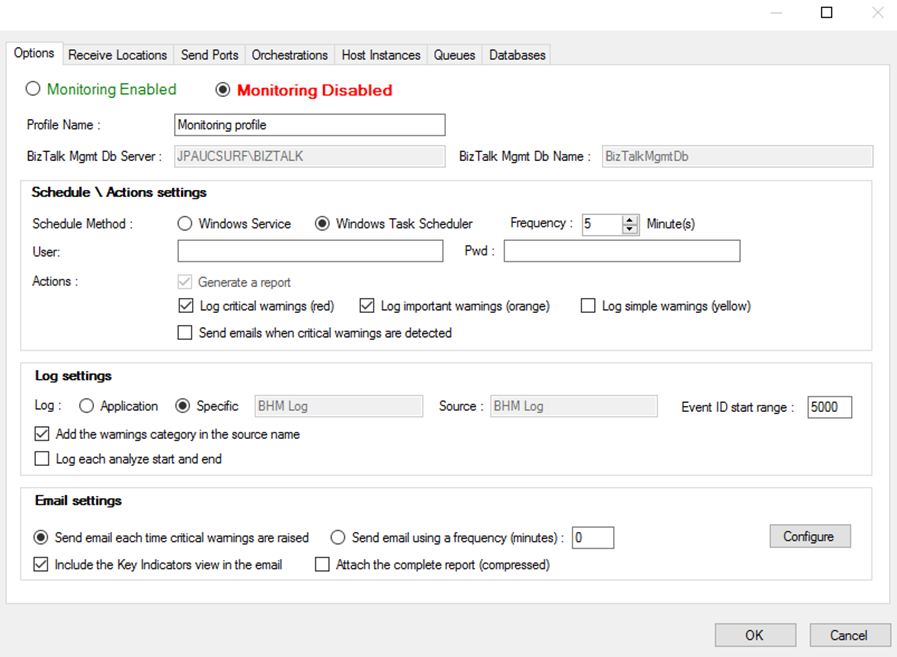 Options Receive Locations Send Ports Orchestrations Host Instances Queues Databases
Monitoring Enabled Monitoring Disabled
Profile Name : Monitoring profile
BizTalk Mgmt Db Server : JPAUCSURF\BIZTALK BizTalk Mgmt Db Name : BizTalkMgmtDb
Schedule \ Actions settings
Schedule Method : Windows Service Windows Task Scheduler Frequency : 5 Minute(s)
User: Pwd :
Actions : Generate a report
Log critical warnings (red) Log important warnings (orange) Log simple warnings (yellow)
Send emails when critical warnings are detected
Log settings
Log : Application Specific BHM Log Source : BHM Log Event ID start range : 5000
Add the warnings category in the source name
Log each analyze start and end
Email settings
Send email each time critical warnings are raised Send email using a frequency (minutes) : 0 Configure
Include the Key Indicators view in the email Attach the complete report (compressed)
OK Cancel